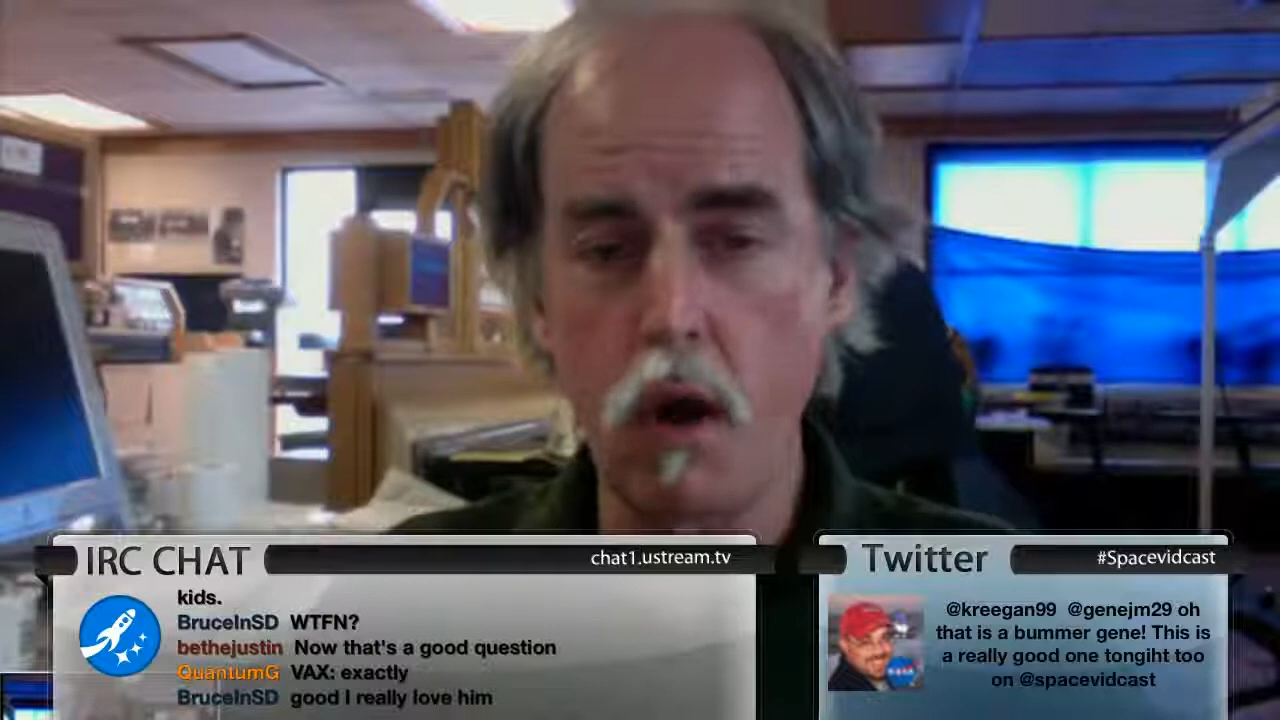 IRC CHAT
chat1.ustream.tv
kids.
BruceInSD WTFN?
bethejustin Now that's a good question
QuantumG VAX: exactly
BruceInSD good I really love him
Twitter
#Spacevidcast
@kreegan99 @genejm29 oh
that is a bummer gene! This is
a really good one tongiht too
on @spacevidcast